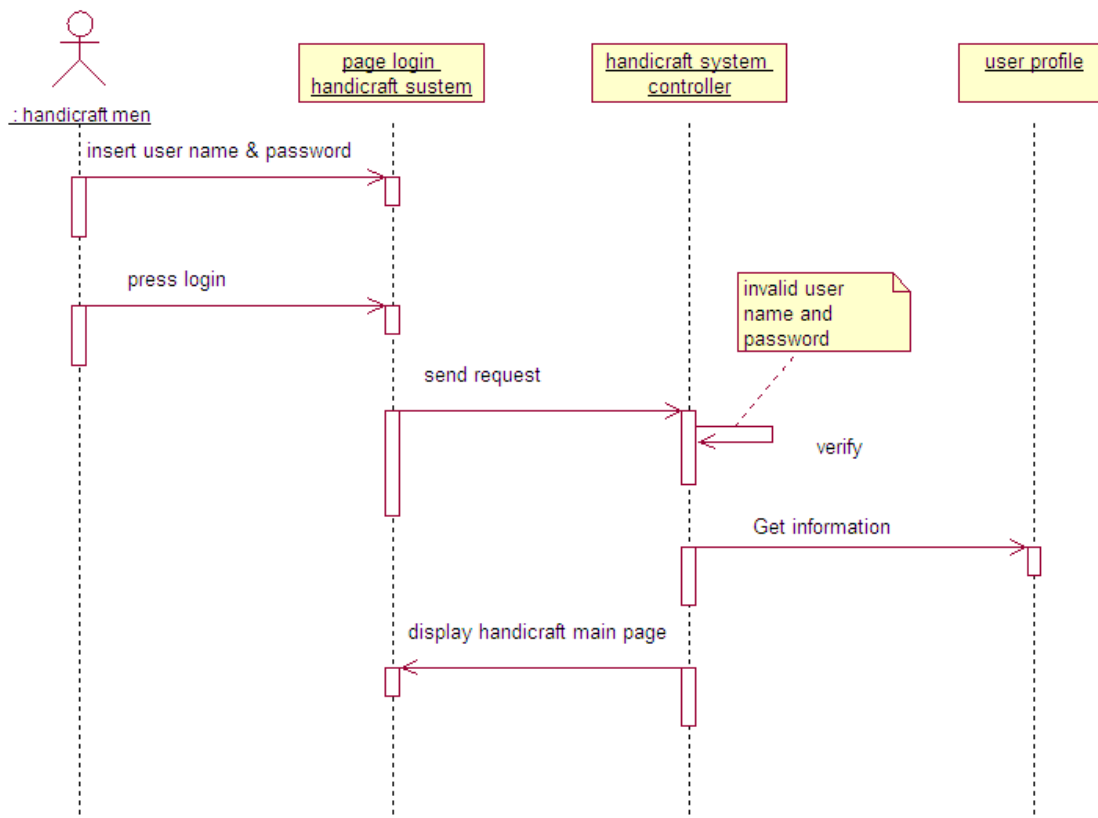 : handicraft men
page login
handicraft sustem
handicraft system
controller
user profile
insert user name & password
press login
invalid user
name and
password
send request
verify
Get information
display handicraft main page